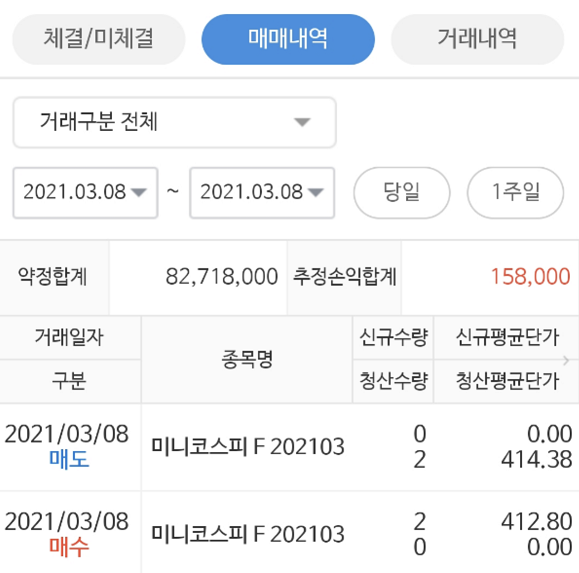 체결/미체결 매매내역 거래내역
거래구분 전체
2021.03.08 ~ 2021.03.08 당일 1주일
약정합계 82,718,000 추정손익합계 158,000
거래일자 종목명 신규수량 신규평균단가
구분 청산수량 청산평균단가
2021/03/08 미니코스피 F 202103 0 0.00
매도 2 414.38
2021/03/08 미니코스피 F 202103 2 412.80
매수 0 0.00